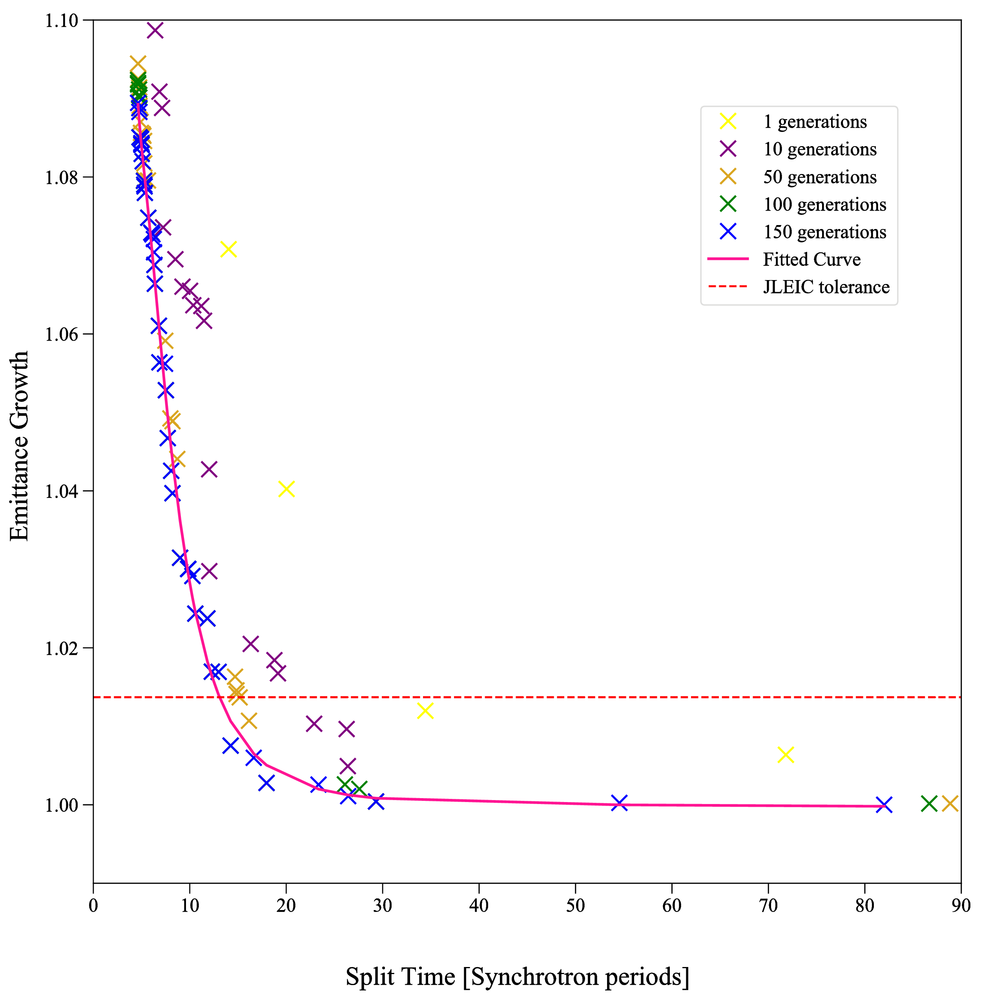 1.10
1.08
1.06
1.04
1.02
1.00
Emittance Growth
1 generations
10 generations
50 generations
100 generations
150 generations
Fitted Curve
JLEIC tolerance
0 10 20 30 40 50 60 70 80 90
Split Time [Synchrotron periods]